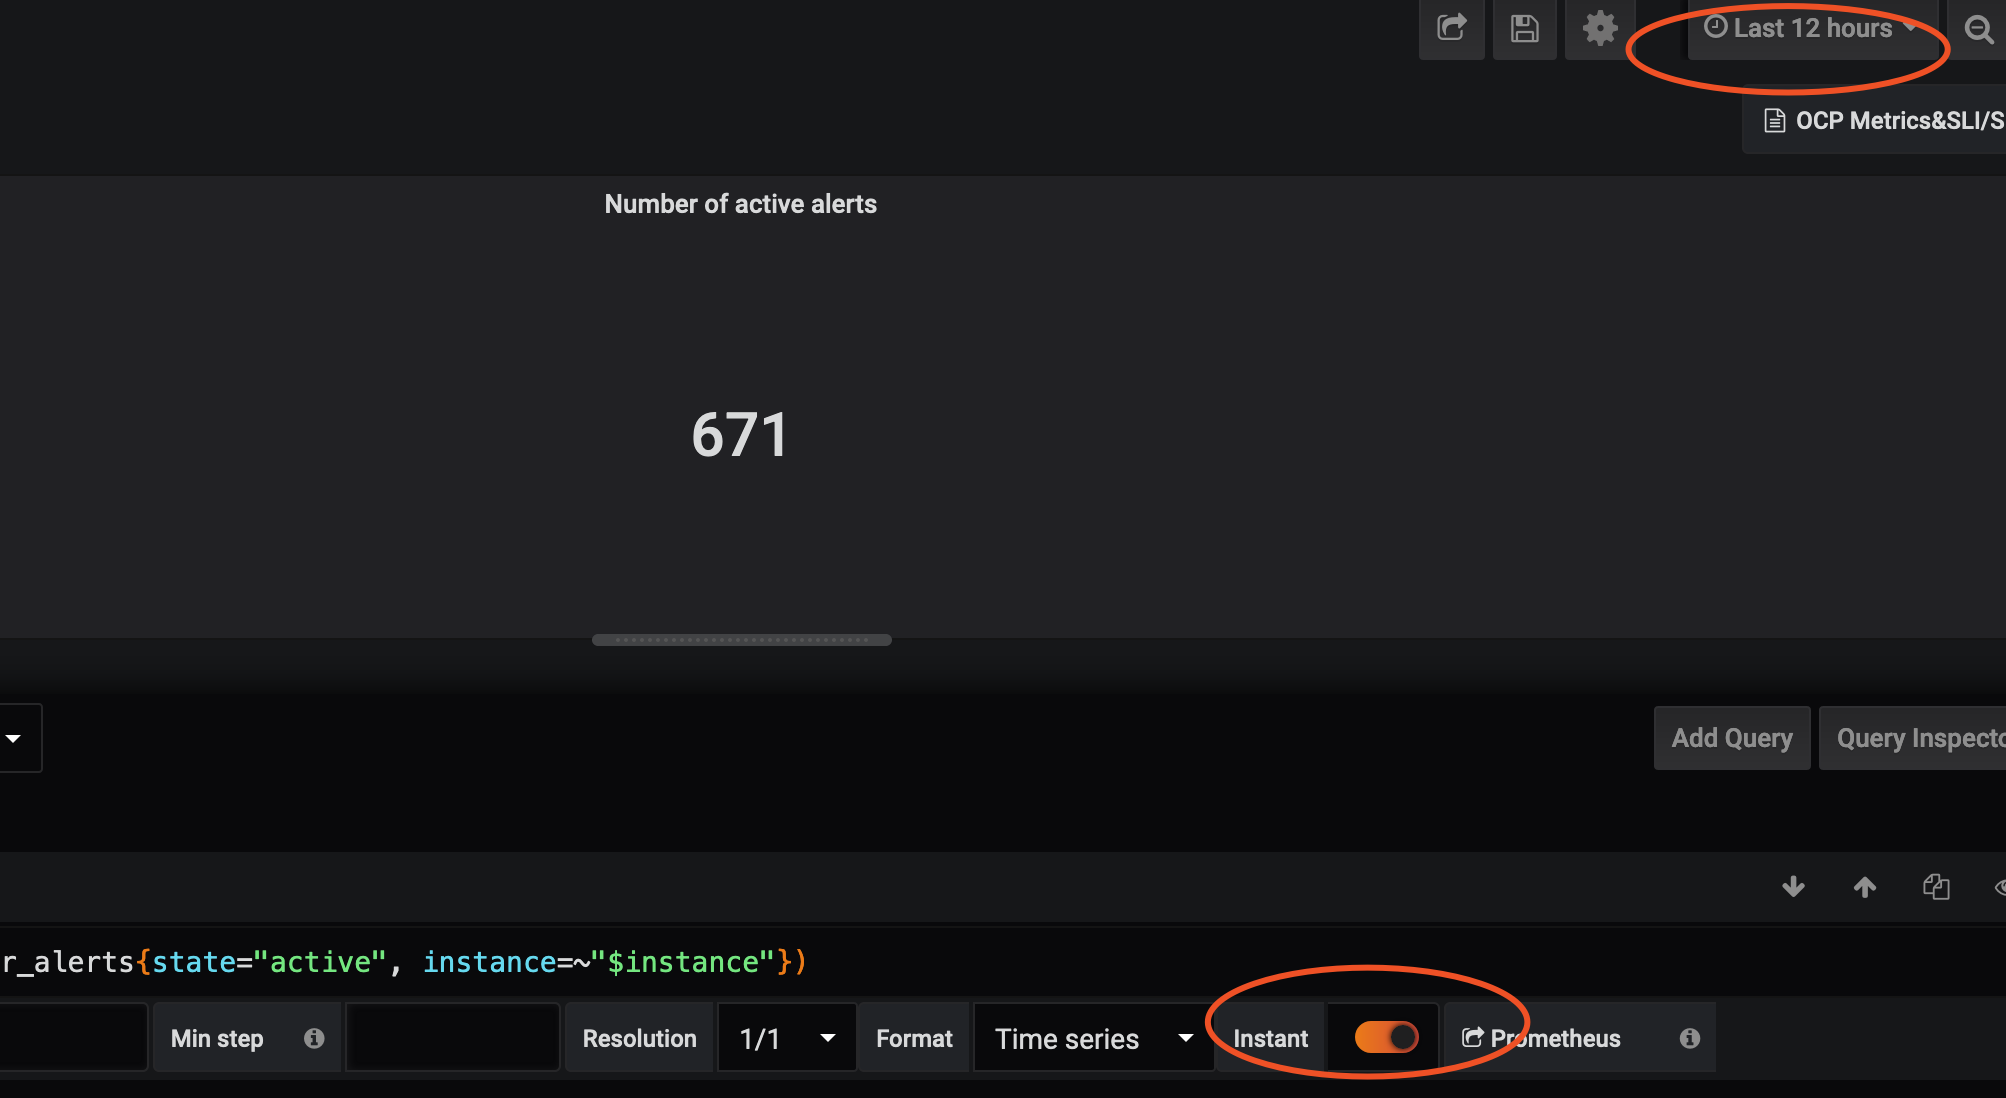 Last 12 hours
OCP Metrics&SLI/S
Number of active alerts
671
Add Query
Query Inspecto
r_alerts{state="active", instance=~"$instance"})
Min step
Resolution
1/1
Format
Time series
Instant
Prometheus